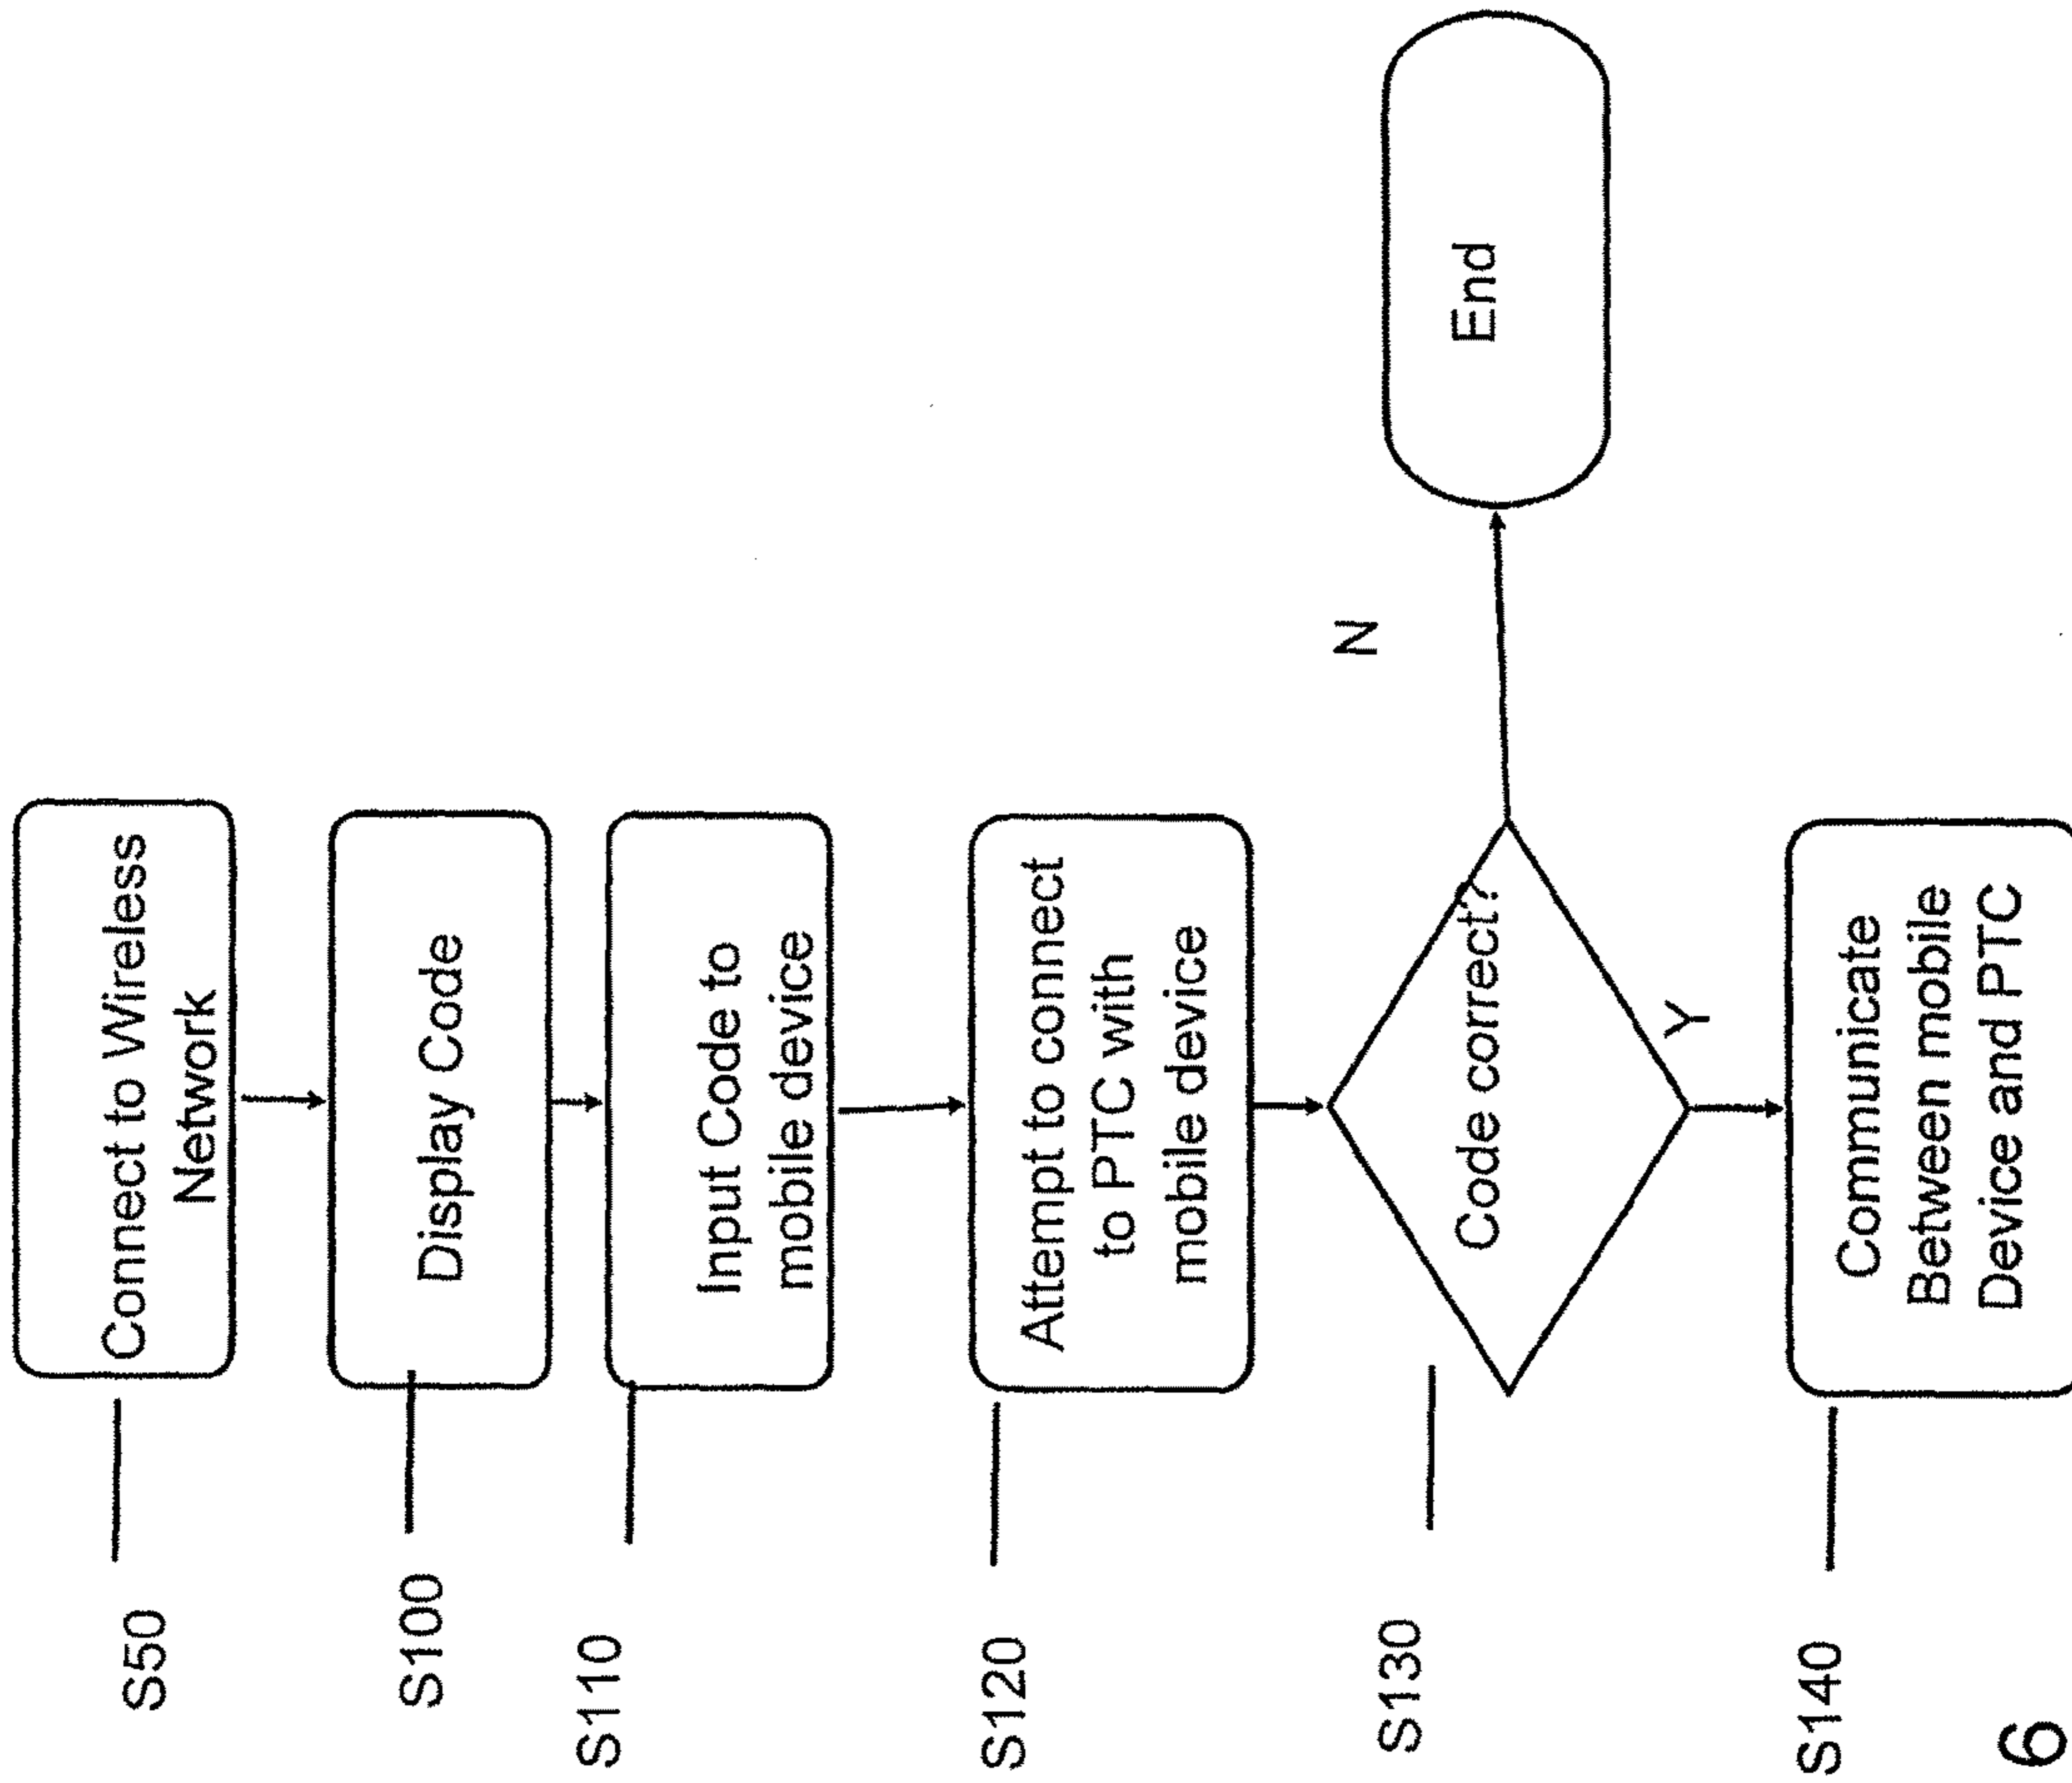 S50
Connect to Wireless
Network
S100
Display Code
S110
Input Code to
mobile device
S120
Attempt to connect
to PTC with
mobile device
S130
Code correct?
N
End
Y
S140
Communicate
Between mobile
Device and PTC
6